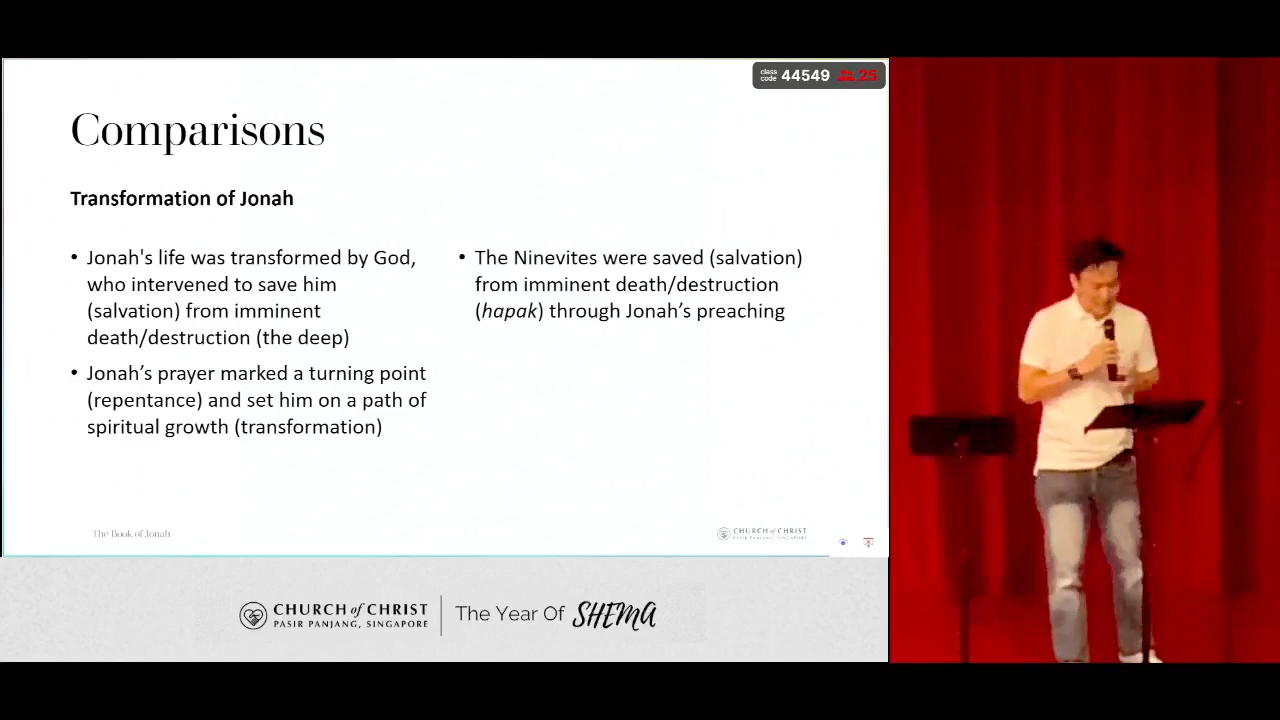 class code 44549 25
Comparisons
Transformation of Jonah
• Jonah's life was transformed by God,
who intervened to save him
(salvation) from imminent
death/destruction (the deep)
• Jonah’s prayer marked a turning point
(repentance) and set him on a path of
spiritual growth (transformation)
• The Ninevites were saved (salvation)
from imminent death/destruction
(hapak) through Jonah’s preaching
The Book of Jonah
CHURCH of CHRIST
PASIR PANJANG, SINGAPORE
CHURCH of CHRIST
PASIR PANJANG, SINGAPORE
The Year Of SHEMA